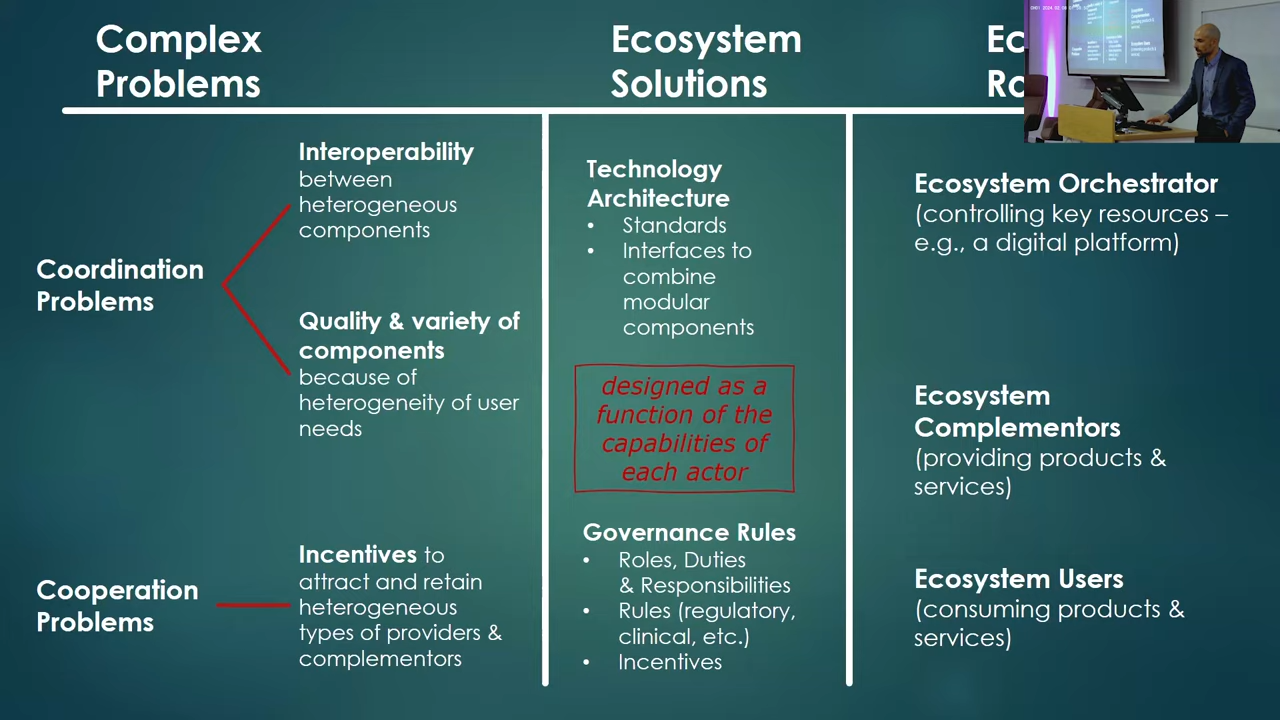 Complex
Problems
Ecosystem
Solutions
Coordination
Problems
Interoperability
between
heterogeneous
components
Quality & variety of
components
because of
heterogeneity of user
needs
Cooperation
Problems
Incentives to
attract and retain
heterogeneous
types of providers &
complementors
Technology
Architecture
• Standards
• Interfaces to
combine
modular
components
designed as a
function of the
capabilities of
each actor
Governance Rules
• Roles, Duties
& Responsibilities
• Rules (regulatory,
clinical, etc.)
• Incentives
Ecosystem Orchestrator
(controlling key resources –
e.g., a digital platform)
Ecosystem
Complementors
(providing products &
services)
Ecosystem Users
(consuming products &
services)